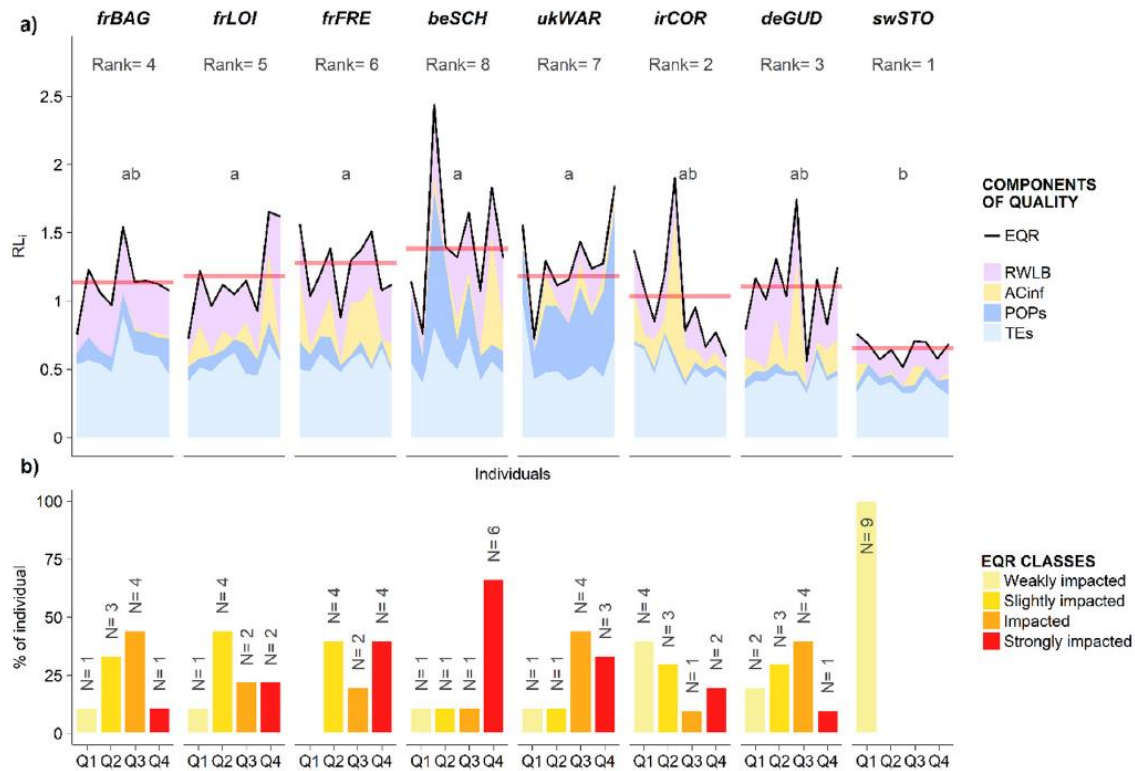 frBAG frLOI frFRE beSCH ukWAR irCOR deGUD swSTO
a)
Rank= 4 Rank= 5 Rank= 6 Rank= 8 Rank= 7 Rank= 2 Rank= 3 Rank= 1
2.5
2
ab a a a a ab ab b
1.5
1
0.5
0
RLi
COMPONENTS
OF QUALITY
EQR
RWLB
ACinf
POPs
TEs
Individuals
b)
100
75
50
25
0
% of individual
N= 1 N= 3 N= 4 N= 1
N= 1 N= 4 N= 2 N= 2
N= 4 N= 2 N= 4
N= 1 N= 1 N= 1 N= 6
N= 1 N= 1 N= 4 N= 3
N= 4 N= 3 N= 1 N= 2
N= 2 N= 3 N= 4 N= 1
N= 9
Q1 Q2 Q3 Q4 Q1 Q2 Q3 Q4 Q1 Q2 Q3 Q4 Q1 Q2 Q3 Q4 Q1 Q2 Q3 Q4 Q1 Q2 Q3 Q4 Q1 Q2 Q3 Q4 Q1 Q2 Q3 Q4
EQR CLASSES
Weakly impacted
Slightly impacted
Impacted
Strongly impacted